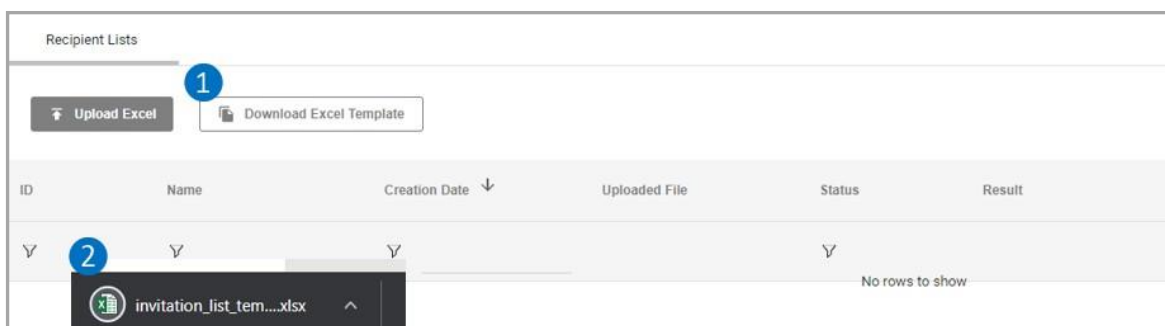 Recipient Lists
1
Upload Excel Download Excel Template
ID Name Creation Date Uploaded File Status Result
2
No rows to show
invitation_list_tem....xlsx